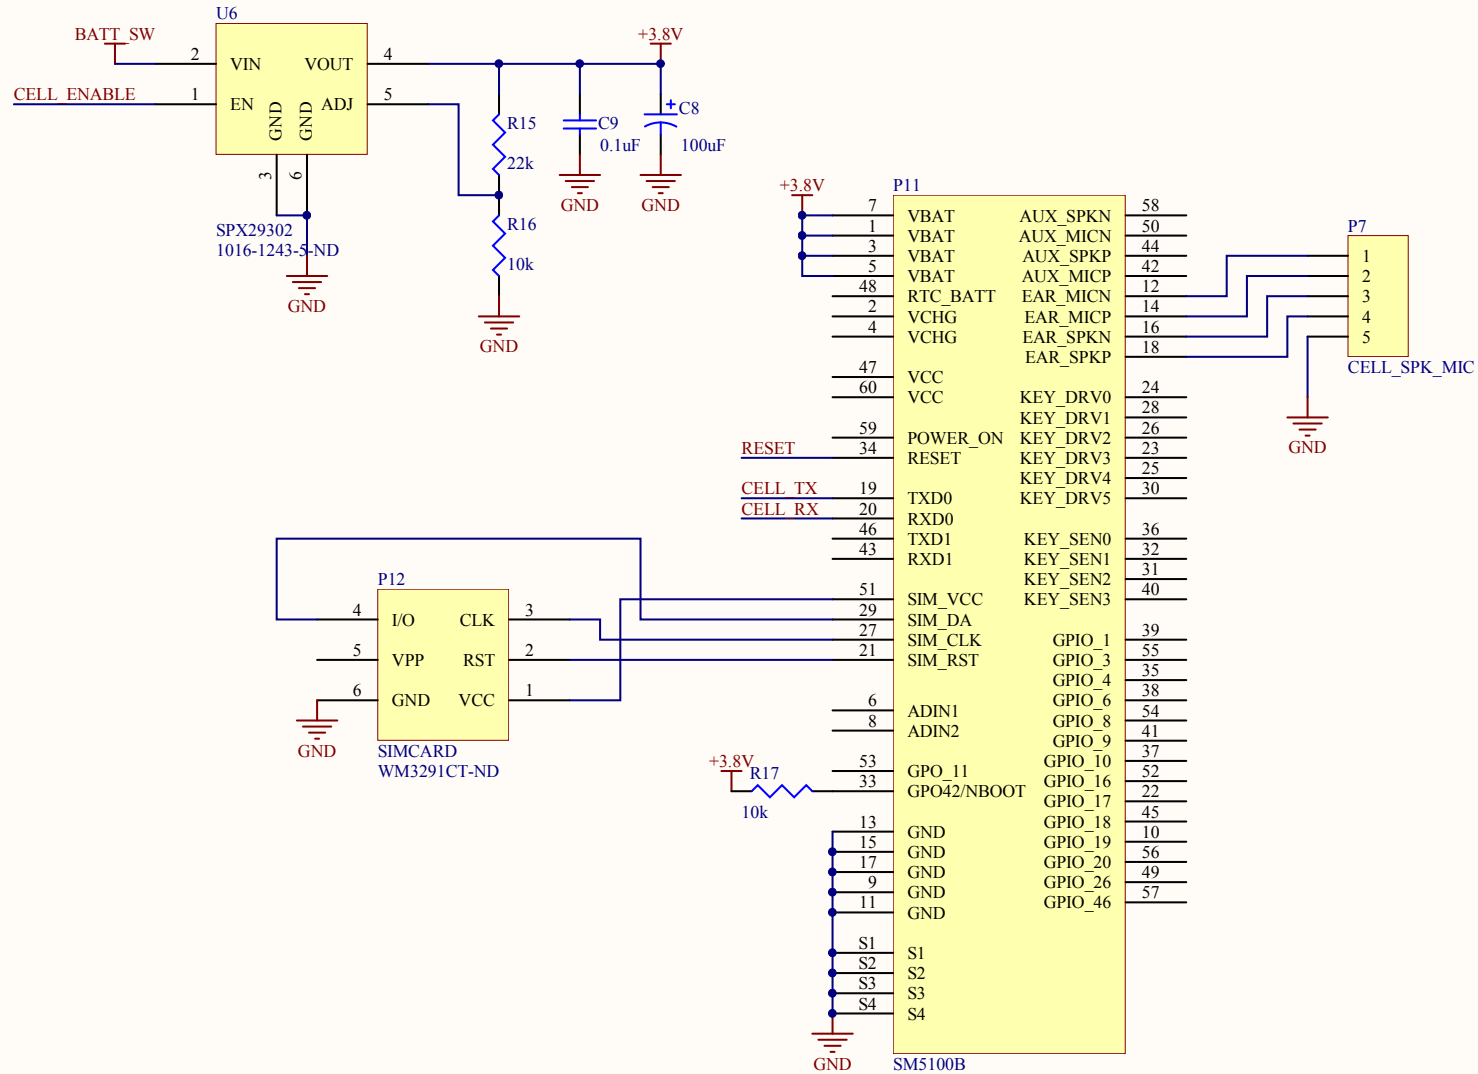 U6
BATT_SW
2 VIN VOUT 4
CELL_ENABLE
1 EN ADJ 5
GND GND
3 6
SPX29302
1016-1243-5-ND
GND
+3.8V
R15
22k
R16
10k
GND
C9
0.1uF
GND
C8
100uF
GND
P11
+3.8V
7 VBAT AUX_SPKN 58
1 VBAT AUX_MICN 50
3 VBAT AUX_SPKP 44
5 VBAT AUX_MICP 42
48 RTC_BATT EAR_MICN 12
2 VCHG EAR_MICP 14
4 VCHG EAR_SPKN 16
EAR_SPKP 18
47 VCC
60 VCC KEY_DRV0 24
KEY_DRV1 28
59 POWER_ON KEY_DRV2 26
RESET 34 RESET KEY_DRV3 23
KEY_DRV4 25
CELL_TX 19 TXD0 KEY_DRV5 30
CELL_RX 20 RXD0
46 TXD1 KEY_SEN0 36
43 RXD1 KEY_SEN1 32
KEY_SEN2 31
51 SIM_VCC KEY_SEN3 40
29 SIM_DA
27 SIM_CLK GPIO_1 39
21 SIM_RST GPIO_3 55
GPIO_4 35
GPIO_6 38
6 ADIN1 GPIO_8 54
8 ADIN2 GPIO_9 41
GPIO_10 37
53 GPO_11 GPIO_16 52
33 GPO42/NBOOT GPIO_17 22
GPIO_18 45
13 GND GPIO_19 10
15 GND GPIO_20 56
17 GND GPIO_26 49
9 GND GPIO_46 57
11 GND
S1 S1
S2 S2
S3 S3
S4 S4
GND
SM5100B
P7
1
2
3
4
5
CELL_SPK_MIC
GND
P12
4 I/O CLK 3
5 VPP RST 2
6 GND VCC 1
GND
SIMCARD
WM3291CT-ND
+3.8V
R17
10k